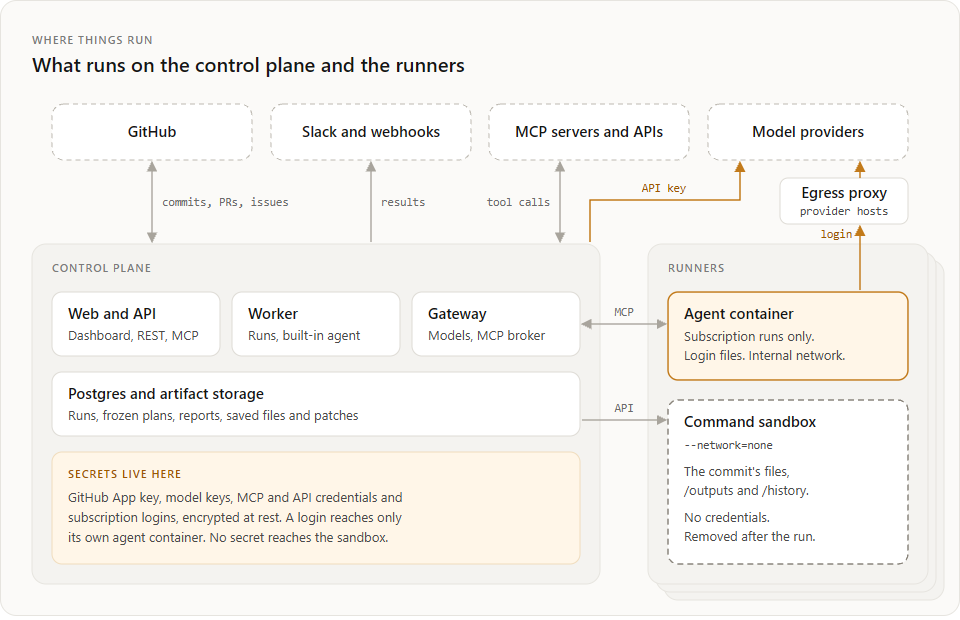 WHERE THINGS RUN
What runs on the control plane and the runners
GitHub
Slack and webhooks
MCP servers and APIs
Model providers
commits, PRs, issues
results
tool calls
API key
Egress proxy
provider hosts
login
CONTROL PLANE
Web and API
Dashboard, REST, MCP
Worker
Runs, built-in agent
Gateway
Models, MCP broker
Postgres and artifact storage
Runs, frozen plans, reports, saved files and patches
SECRETS LIVE HERE
GitHub App key, model keys, MCP and API credentials and
subscription logins, encrypted at rest. A login reaches only
its own agent container. No secret reaches the sandbox.
MCP
API
RUNNERS
Agent container
Subscription runs only.
Login files. Internal network.
Command sandbox
--network=none
The commit's files,
/outputs and /history.
No credentials.
Removed after the run.